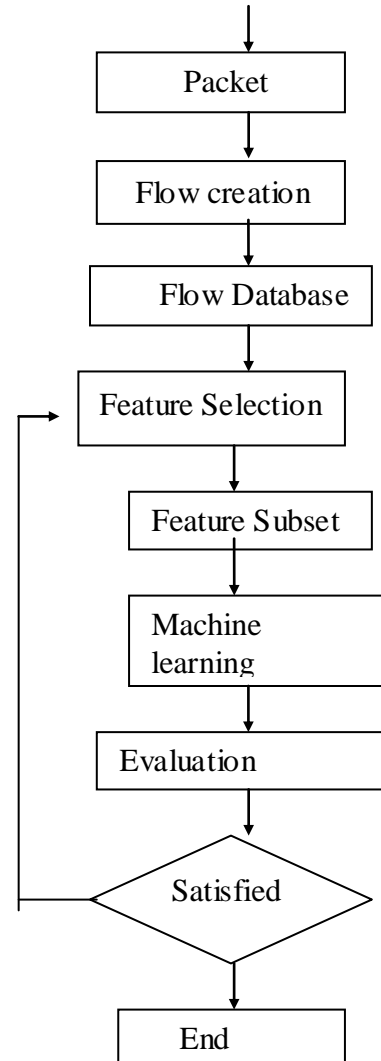 Packet
Flow creation
Flow Database
Feature Selection
Feature Subset
Machine
learning
Evaluation
Satisfied
End